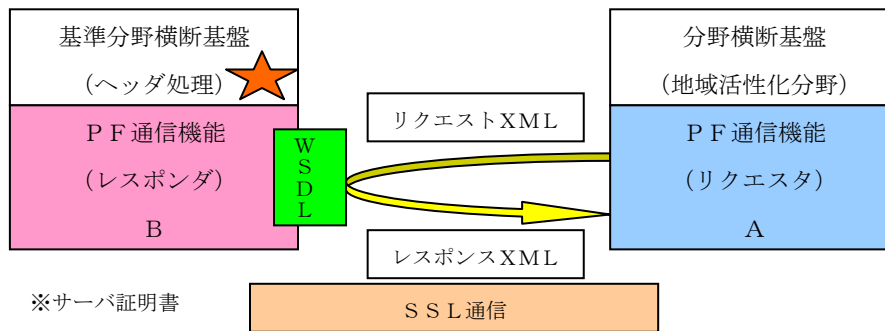 基準分野横断基盤
(ヘッダ処理)
PF通信機能
(レスポンダ)
B
WSDL
リクエストXML
レスポンスXML
分野横断基盤
(地域活性化分野)
PF通信機能
(リクエスタ)
A
※サーバ証明書
SSL通信